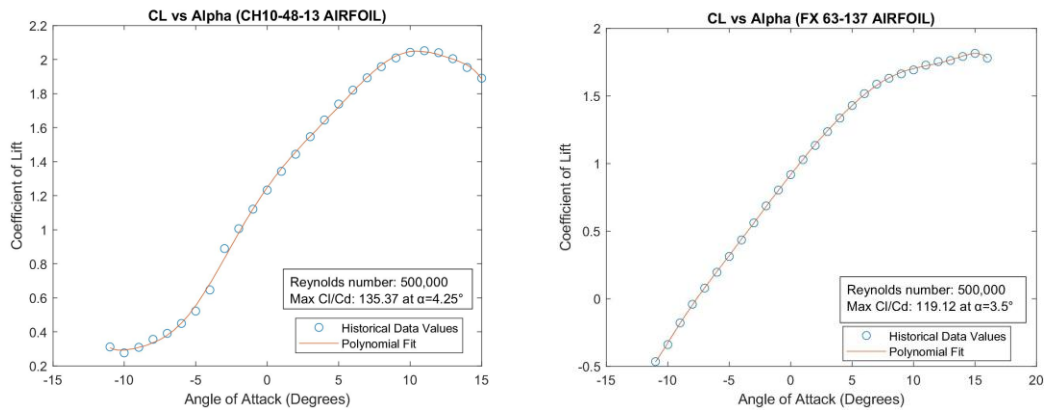 CL vs Alpha (CH10-48-13 AIRFOIL)
2.2
2
1.8
1.6
1.4
1.2
1
0.8
0.6
0.4
0.2
Coefficient of Lift
Reynolds number: 500,000
Max Cl/Cd: 135.37 at α=4.25°
Historical Data Values
Polynomial Fit
-15
-10
-5
0
5
10
15
Angle of Attack (Degrees)
CL vs Alpha (FX 63-137 AIRFOIL)
2
1.5
1
0.5
0
-0.5
Coefficient of Lift
Reynolds number: 500,000
Max Cl/Cd: 119.12 at α=3.5°
Historical Data Values
Polynomial Fit
-15
-10
-5
0
5
10
15
20
Angle of Attack (Degrees)